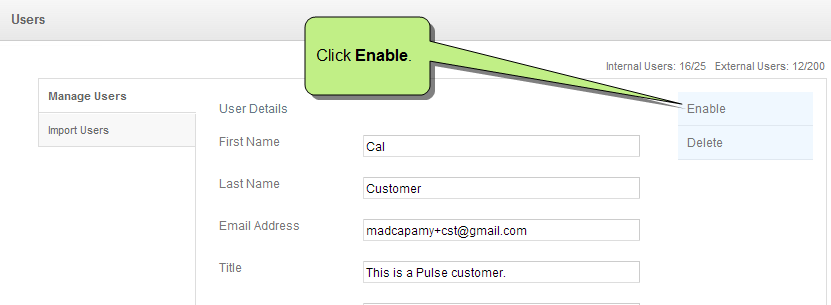 Users
Click Enable.
Internal Users: 16/25 External Users: 12/200
Manage Users
Import Users
User Details
First Name
Cal
Last Name
Customer
Email Address
madcapamy+cst@gmail.com
Title
This is a Pulse customer.
Enable
Delete